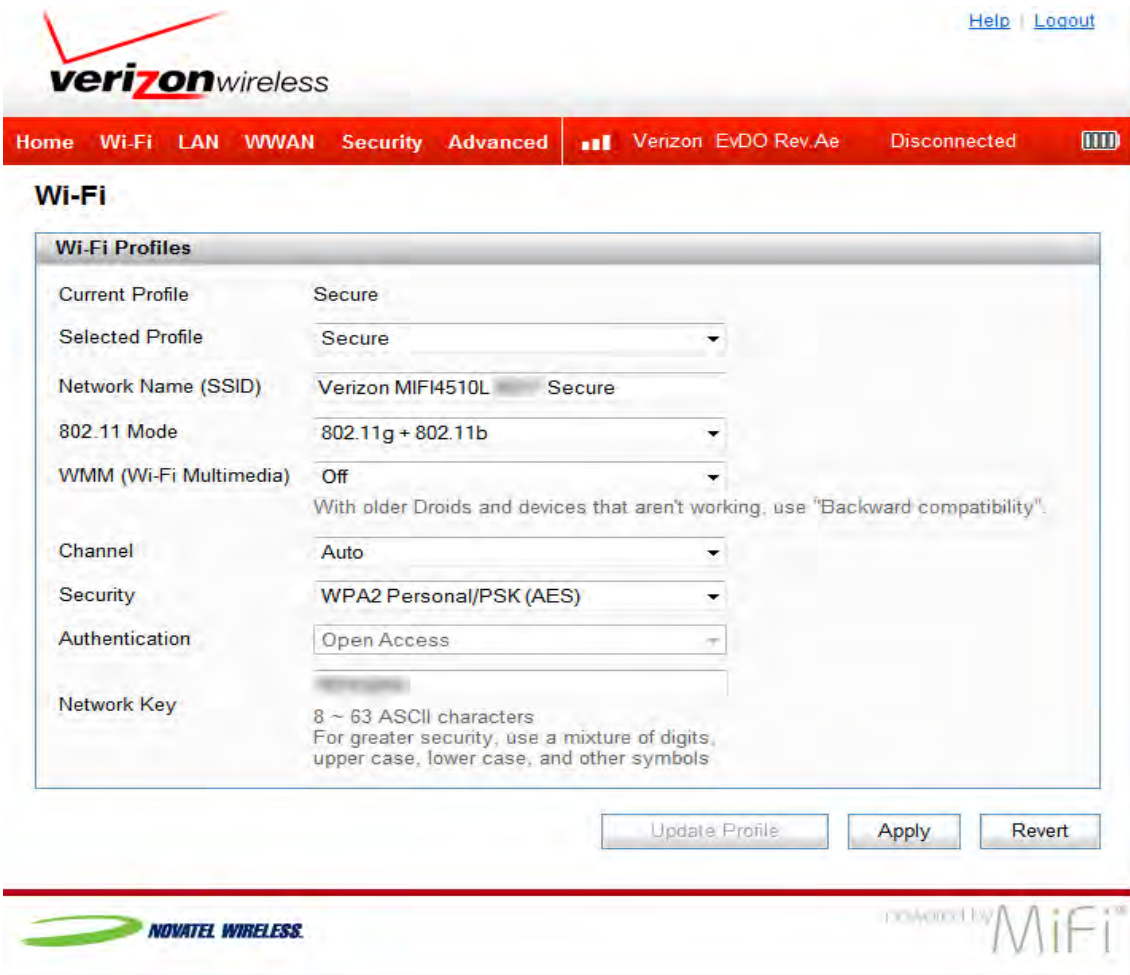 Help | Logout
verizonwireless
Home Wi-Fi LAN WWAN Security Advanced Verizon EvDO Rev.Ae Disconnected
Wi-Fi
Wi-Fi Profiles
Current Profile Secure
Selected Profile Secure
Network Name (SSID) Verizon MIFI4510L Secure
802.11 Mode 802.11g + 802.11b
WMM (Wi-Fi Multimedia) Off
With older Droids and devices that aren't working, use "Backward compatibility".
Channel Auto
Security WPA2 Personal/PSK (AES)
Authentication Open Access
Network Key
8 ~ 63 ASCII characters
For greater security, use a mixture of digits,
upper case, lower case, and other symbols
Update Profile Apply Revert
NOVATEL WIRELESS.
powered by MiFi™